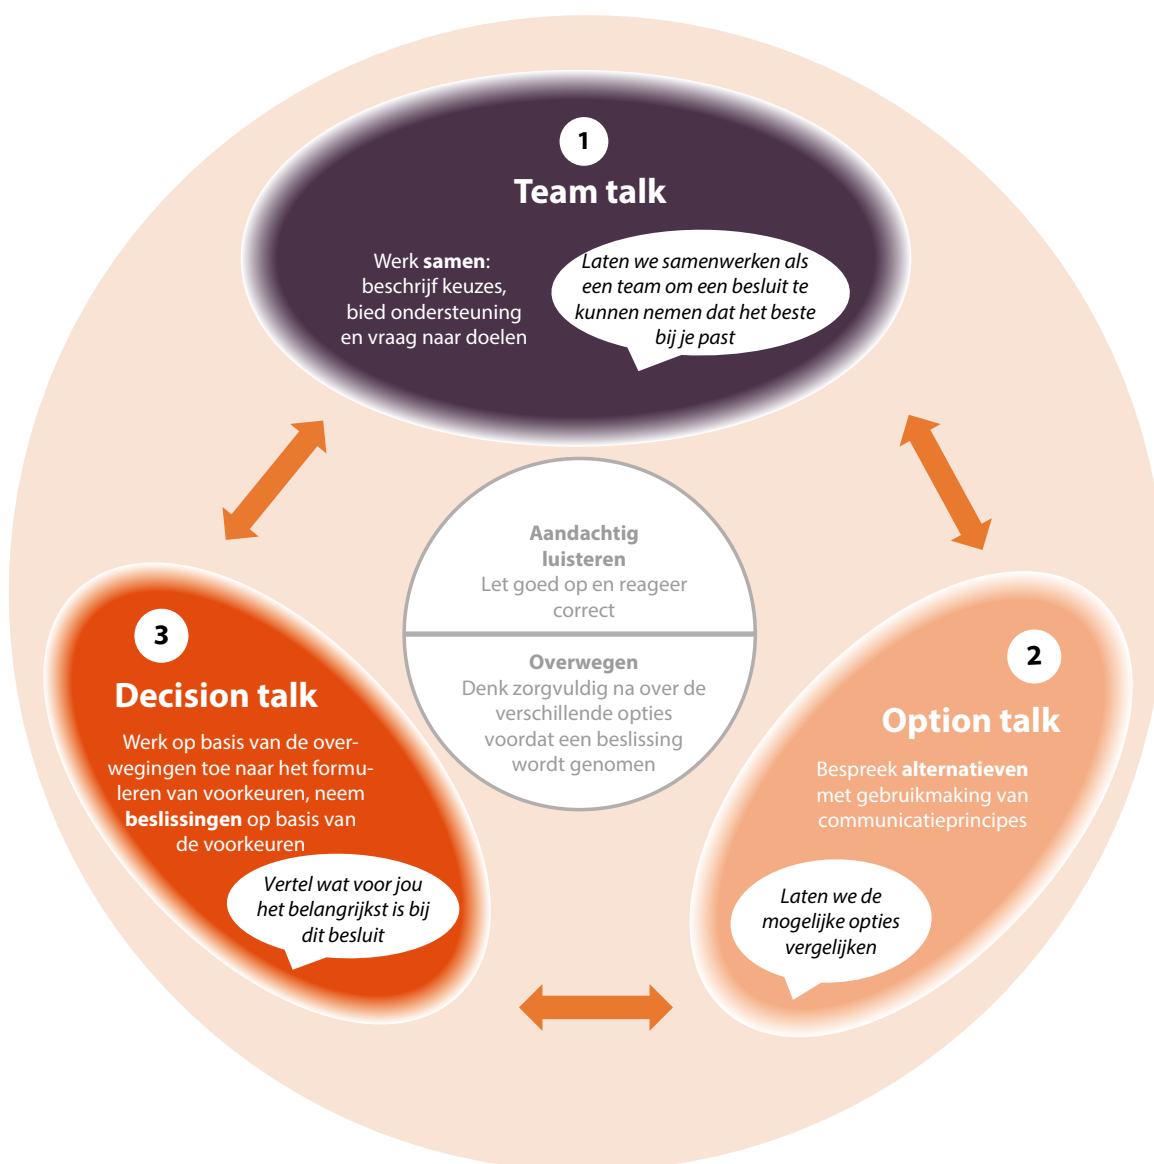 1
Team talk
Werk samen:
beschrijf keuzes,
bied ondersteuning
en vraag naar doelen
Laten we samenwerken als
een team om een besluit te
kunnen nemen dat het beste
bij je past
Aandachtig
luisteren
Let goed op en reageer
correct
Overwegen
Denk zorgvuldig na over de
verschillende opties
voordat een beslissing
wordt genomen
2
Option talk
Bespreek alternatieven
met gebruikmaking van
communicatieprincipes
Laten we de
mogelijke opties
vergelijken
3
Decision talk
Werk op basis van de over-
wegingen toe naar het formu-
leren van voorkeuren, neem
beslissingen op basis van
de voorkeuren
Vertel wat voor jou
het belangrijkst is bij
dit besluit